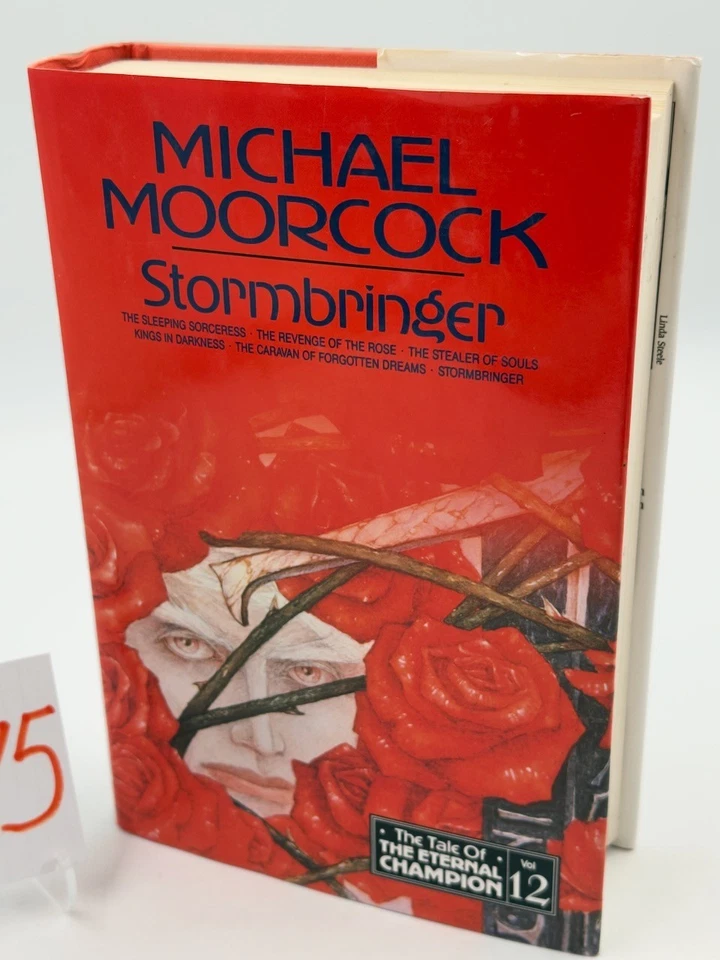 MICHAEL
MOORCOCK
Stormbringer
THE SLEEPING SORCERESS · THE REVENGE OF THE ROSE · THE STEALER OF SOULS
KINGS IN DARKNESS · THE CARAVAN OF FORGOTTEN DREAMS · STORMBRINGER
Linda Steele
· The Tale Of ·
THE ETERNAL
CHAMPION
Vol
12
5